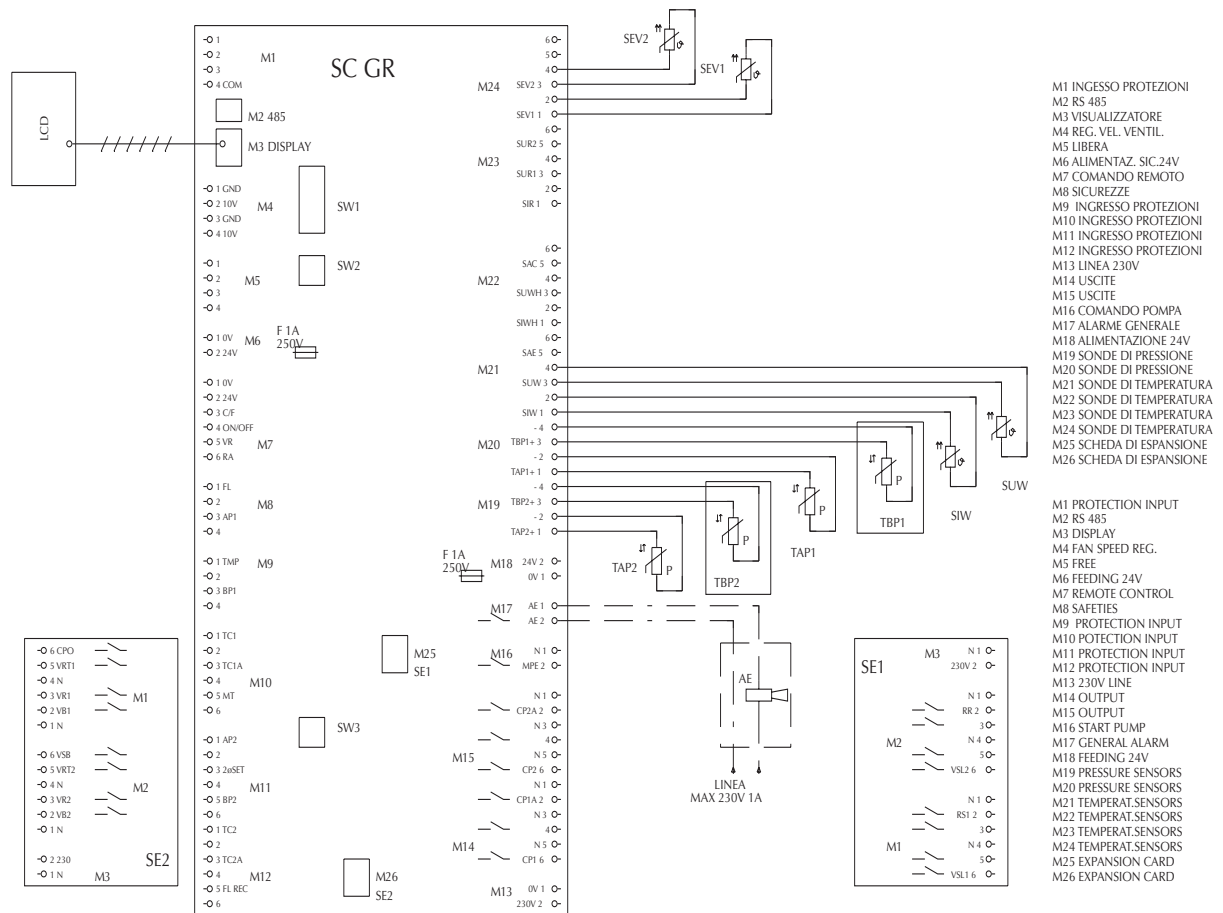 SC GR
LCD
1
2
3
4 COM
M1
M2 485
M3 DISPLAY
1 GND
2 10V
3 GND
4 10V
M4
SW1
1
2
3
4
M5
SW2
1 0V
2 24V
M6
F 1A
250V
1 0V
2 24V
3 C/F
4 ON/OFF
5 VR
6 RA
M7
1 FL
2
3 AP1
4
M8
1 TMP
2
3 BP1
4
M9
1 TC1
2
3 TC1A
4
5 MT
6
M10
M25
SE1
SW3
1 AP2
2
3 2øSET
4
5 BP2
6
M11
1 TC2
2
3 TC2A
4
5 FL REC
6
M12
M26
SE2
6
5
4
SEV2 3
2
SEV1 1
M24
SEV2
SEV1
6
SUR2 5
4
SUR1 3
2
SIR 1
M23
6
SAC 5
4
SUWH 3
2
SIWH 1
M22
6
SAE 5
4
SUW 3
2
SIW 1
M21
- 4
TBP1+ 3
- 2
TAP1+ 1
M20
- 4
TBP2+ 3
- 2
TAP2+ 1
M19
F 1A
250V
M18
24V 2
0V 1
M17
AE 1
AE 2
M16
N 1
MPE 2
N 1
CP2A 2
N 3
4
N 5
CP2 6
M15
N 1
CP1A 2
N 3
4
N 5
CP1 6
M14
M13
0V 1
230V 2
P
TAP2
P
TBP2
P
TAP1
P
TBP1
SIW
SUW
AE
LINEA
MAX 230V 1A
6 CPO
5 VRT1
4 N
3 VR1
2 VB1
1 N
M1
6 VSB
5 VRT2
4 N
3 VR2
2 VB2
1 N
M2
2 230
1 N
M3
SE2
SE1
M3
N 1
230V 2
N 1
RR 2
3
N 4
5
VSL2 6
M2
N 1
RS1 2
3
N 4
5
VSL1 6
M1
M1 INGESSO PROTEZIONI
M2 RS 485
M3 VISUALIZZATORE
M4 REG. VEL. VENTIL.
M5 LIBERA
M6 ALIMENTAZ. SIC.24V
M7 COMANDO REMOTO
M8 SICUREZZE
M9 INGRESSO PROTEZIONI
M10 INGRESSO PROTEZIONI
M11 INGRESSO PROTEZIONI
M12 INGRESSO PROTEZIONI
M13 LINEA 230V
M14 USCITE
M15 USCITE
M16 COMANDO POMPA
M17 ALARME GENERALE
M18 ALIMENTAZIONE 24V
M19 SONDE DI PRESSIONE
M20 SONDE DI PRESSIONE
M21 SONDE DI TEMPERATURA
M22 SONDE DI TEMPERATURA
M23 SONDE DI TEMPERATURA
M24 SONDE DI TEMPERATURA
M25 SCHEDA DI ESPANSIONE
M26 SCHEDA DI ESPANSIONE
M1 PROTECTION INPUT
M2 RS 485
M3 DISPLAY
M4 FAN SPEED REG.
M5 FREE
M6 FEEDING 24V
M7 REMOTE CONTROL
M8 SAFETIES
M9 PROTECTION INPUT
M10 POTECTION INPUT
M11 PROTECTION INPUT
M12 PROTECTION INPUT
M13 230V LINE
M14 OUTPUT
M15 OUTPUT
M16 START PUMP
M17 GENERAL ALARM
M18 FEEDING 24V
M19 PRESSURE SENSORS
M20 PRESSURE SENSORS
M21 TEMPERAT.SENSORS
M22 TEMPERAT.SENSORS
M23 TEMPERAT.SENSORS
M24 TEMPERAT.SENSORS
M25 EXPANSION CARD
M26 EXPANSION CARD